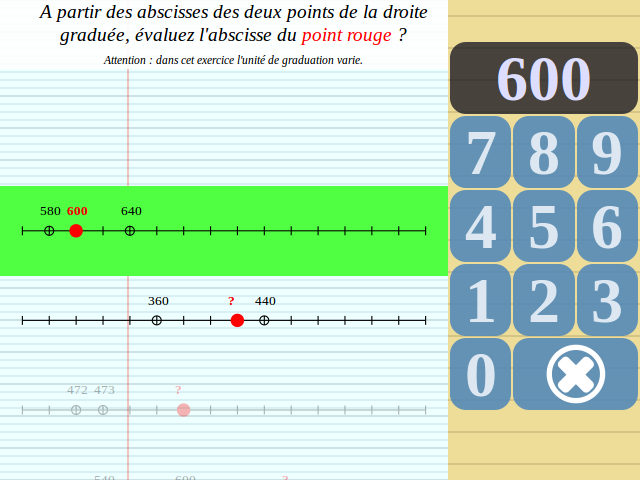 A partir des abscisses des deux points de la droite
graduée, évaluez l'abscisse du point rouge ?
Attention : dans cet exercice l'unité de graduation varie.
600
7 8 9
4 5 6
1 2 3
0
580 600 640
360 ? 440
472 473 ?
540 600 ?